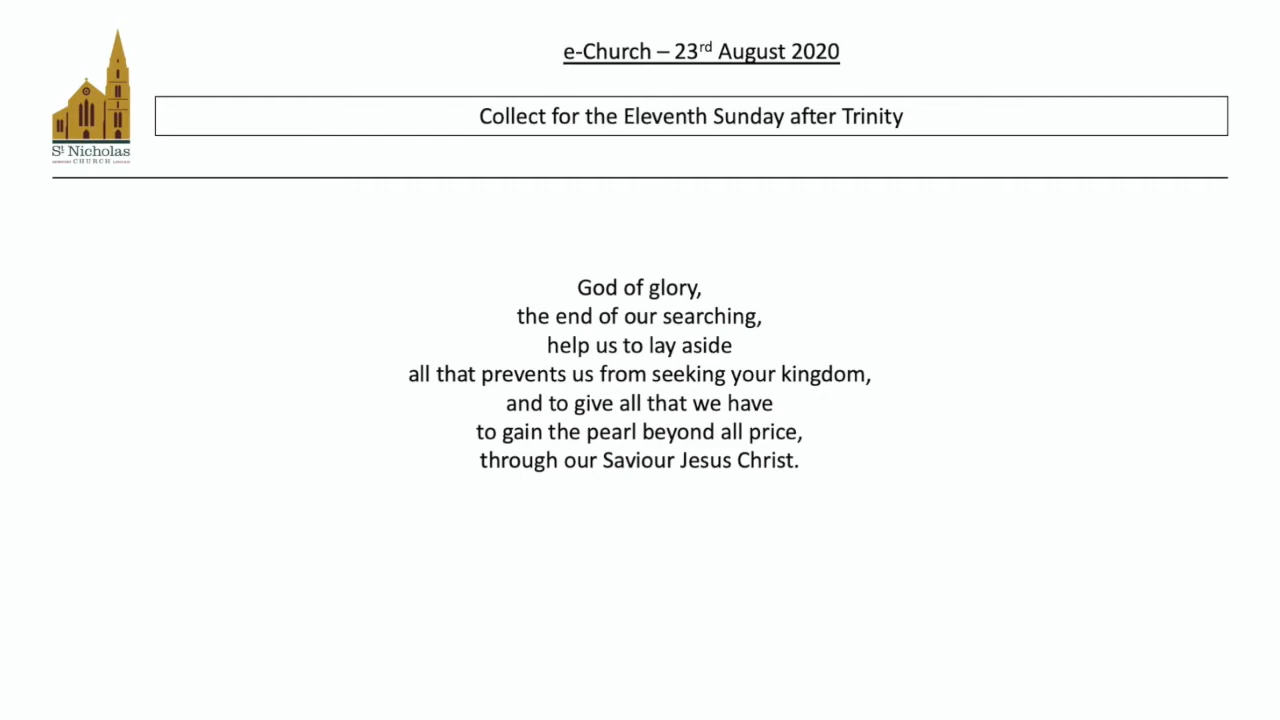 e-Church – 23rd August 2020
Collect for the Eleventh Sunday after Trinity
St Nicholas
CHURCH
God of glory,
the end of our searching,
help us to lay aside
all that prevents us from seeking your kingdom,
and to give all that we have
to gain the pearl beyond all price,
through our Saviour Jesus Christ.